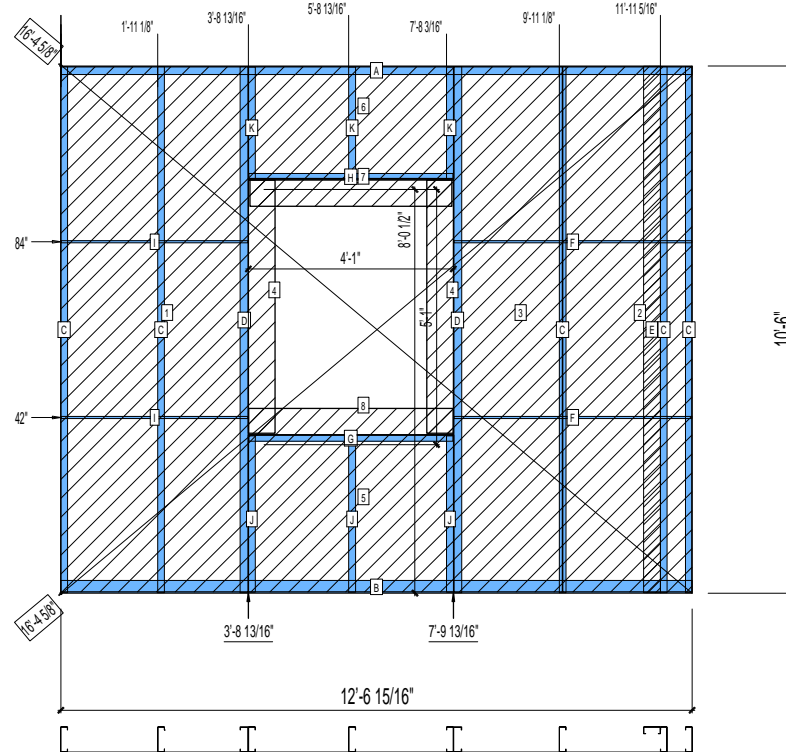 5'-8 13/16"
3'-8 13/16"
7'-8 3/16"
9'-11 1/8"
11'-11 5/16"
1'-11 1/8"
16'-4 5/8"
A
6
K
K
K
H
7
8'-0 1/2"
84"
I
F
4'-1"
4
4
5'-1"
1
3
2
C
C
D
D
C
E
C
C
10'-6"
8
42"
I
F
G
5
J
J
J
B
16'-4 5/8"
3'-8 13/16"
7'-9 13/16"
12'-6 15/16"